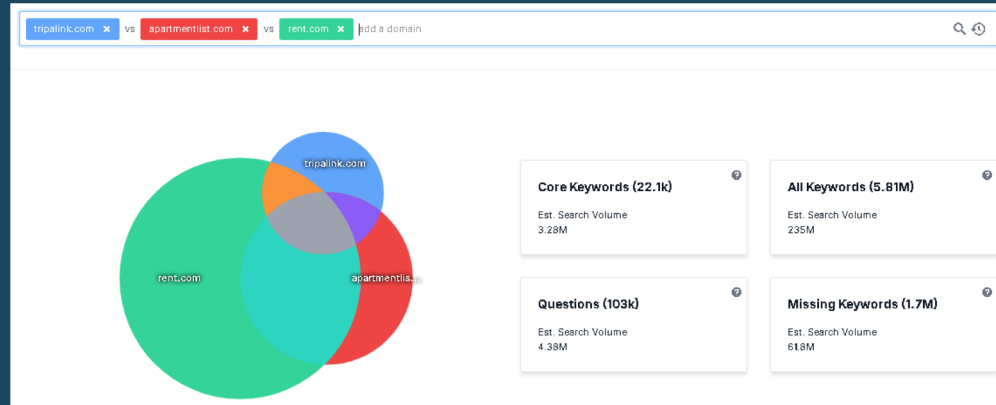 tripalink.com × vs apartmentlist.com × vs rent.com × add a domain
tripalink.com
rent.com
apartmentlis...
Core Keywords (22.1k)
Est. Search Volume
3.28M
All Keywords (5.81M)
Est. Search Volume
235M
Questions (103k)
Est. Search Volume
4.38M
Missing Keywords (1.7M)
Est. Search Volume
61.8M